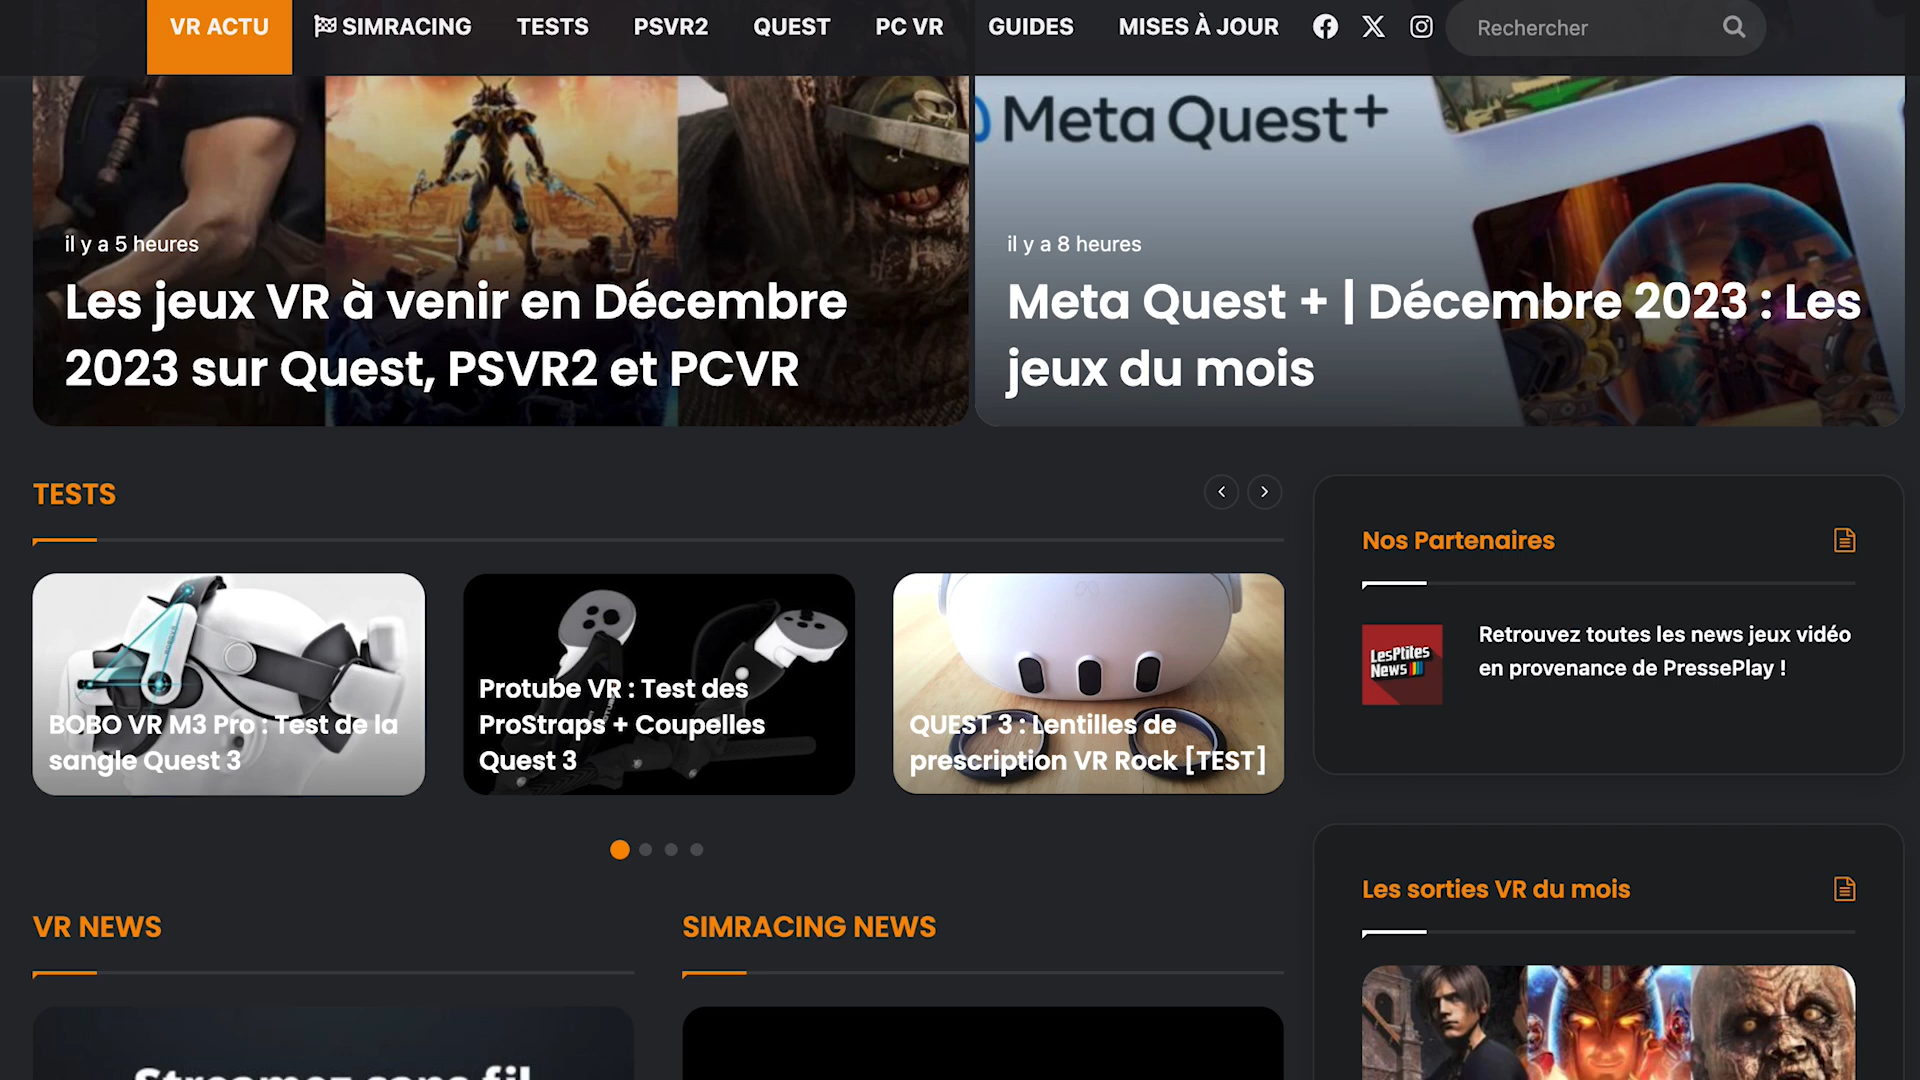 VR ACTU
SIMRACING
TESTS
PSVR2
QUEST
PC VR
GUIDES
MISES À JOUR
Rechercher
Meta Quest+
il y a 5 heures
Les jeux VR à venir en Décembre
2023 sur Quest, PSVR2 et PCVR
il y a 8 heures
Meta Quest + | Décembre 2023 : Les
jeux du mois
TESTS
BOBO VR M3 Pro : Test de la
sangle Quest 3
Protube VR : Test des
ProStraps + Coupelles
Quest 3
QUEST 3 : Lentilles de
prescription VR Rock [TEST]
Nos Partenaires
LesPtites
News
Retrouvez toutes les news jeux vidéo
en provenance de PressePlay !
Les sorties VR du mois
VR NEWS
SIMRACING NEWS
Streamez sans fil